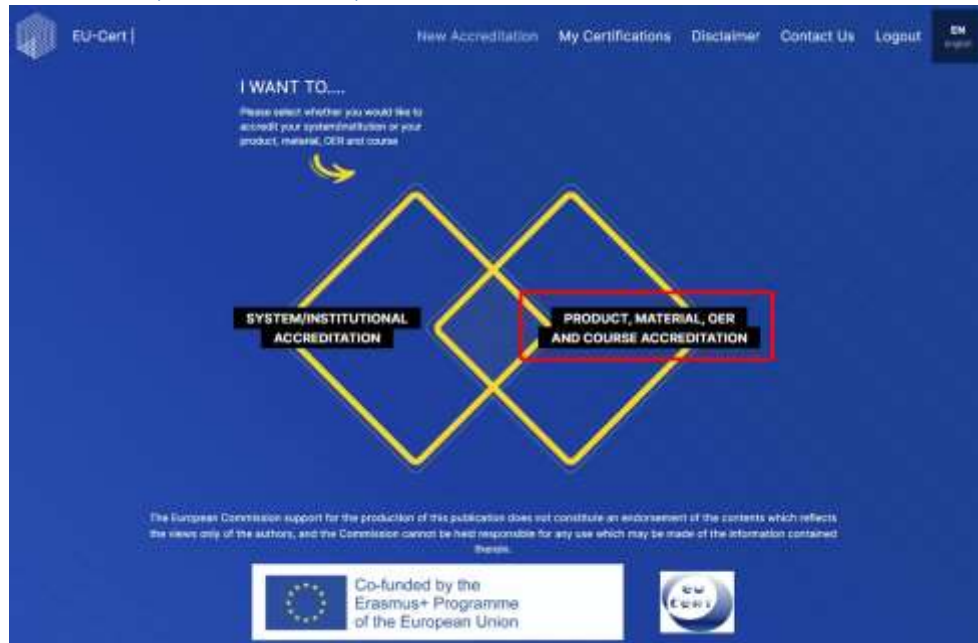 EU-Cert |
New Accreditation My Certifications Disclaimer Contact Us Logout
EN
english
I WANT TO....
Please select whether you would like to
accredit your system/institution or your
product, material, OER and course
SYSTEM/INSTITUTIONAL
ACCREDITATION
PRODUCT, MATERIAL, OER
AND COURSE ACCREDITATION
The European Commission support for the production of this publication does not constitute an endorsement of the contents which reflects
the views only of the authors, and the Commission cannot be held responsible for any use which may be made of the information contained
therein.
Co-funded by the
Erasmus+ Programme
of the European Union
eu
Cert